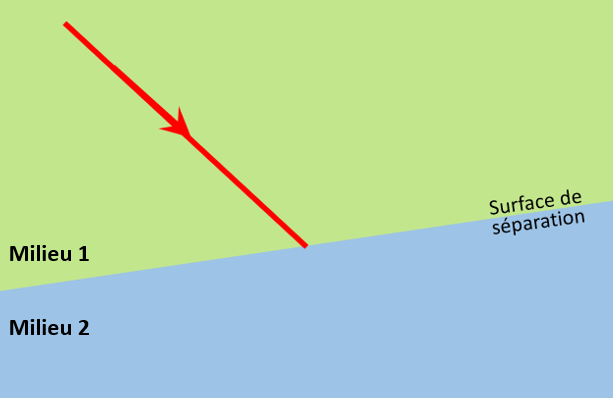 Surface de
séparation
Milieu 1
Milieu 2